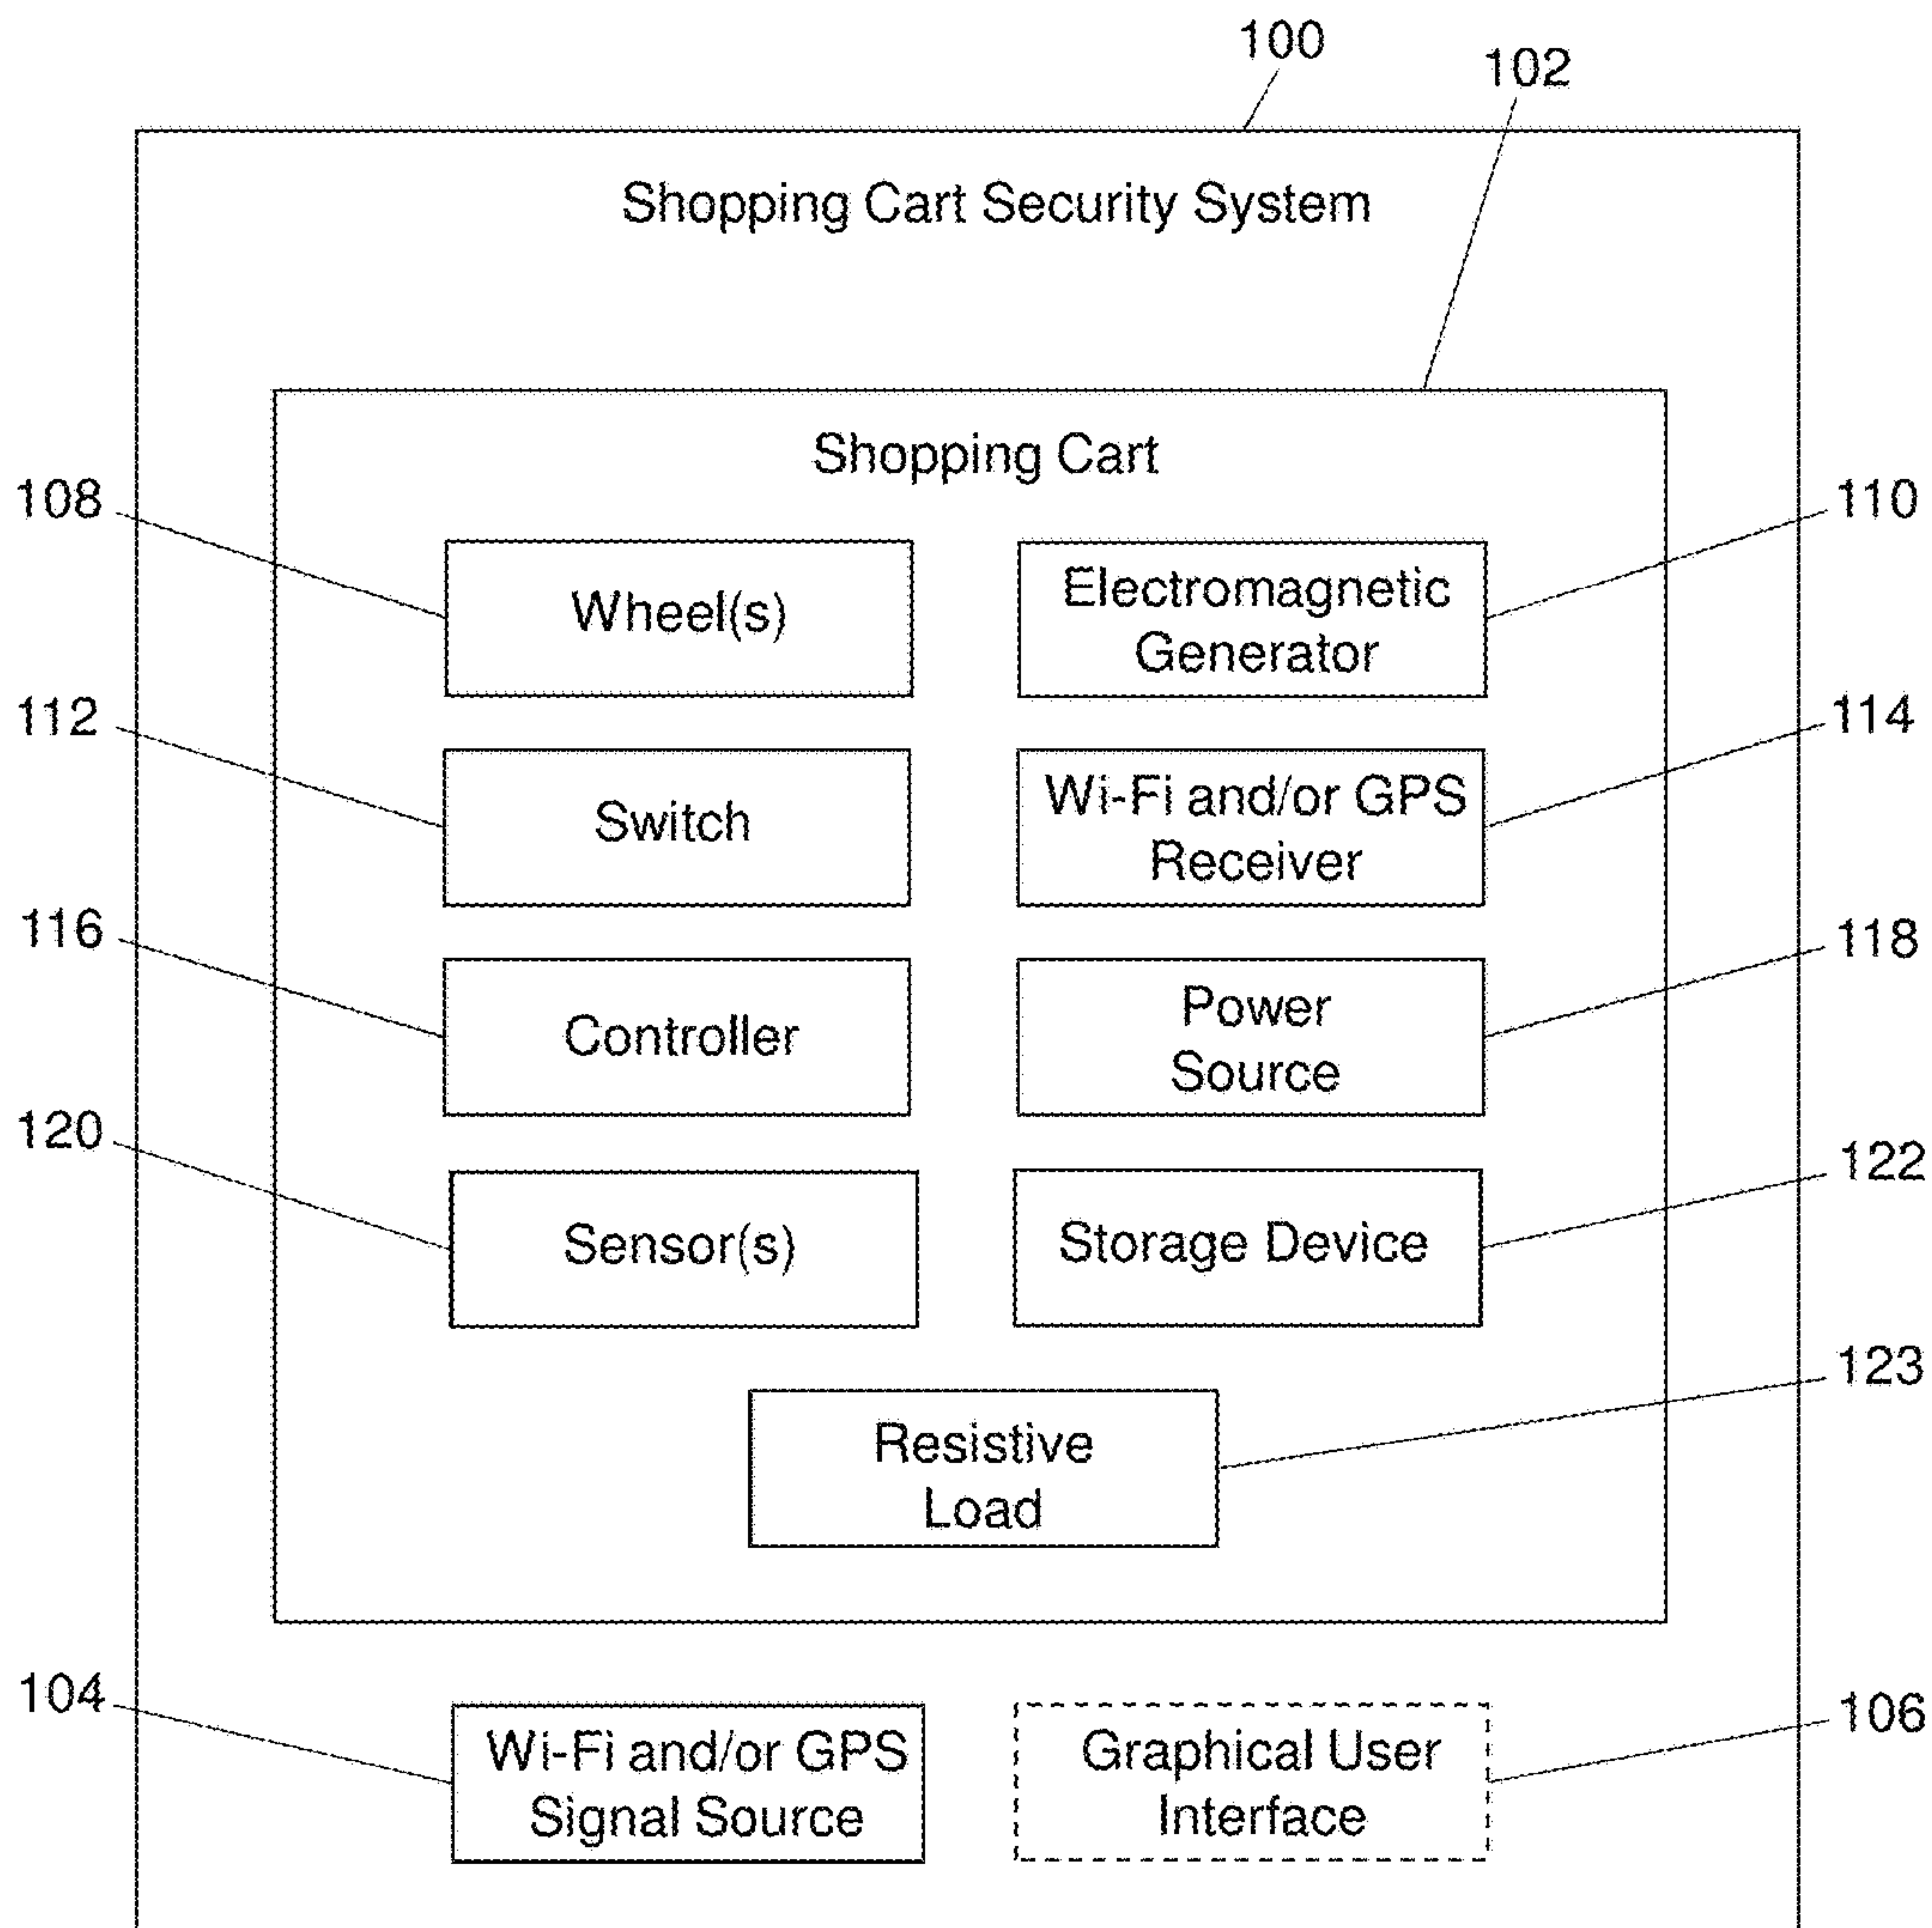 100
102
Shopping Cart Security System
Shopping Cart
108
110
Wheel(s)
Electromagnetic
Generator
112
114
Switch
Wi-Fi and/or GPS
Receiver
116
118
Controller
Power
Source
120
122
Sensor(s)
Storage Device
123
Resistive
Load
104
106
Wi-Fi and/or GPS
Signal Source
Graphical User
Interface